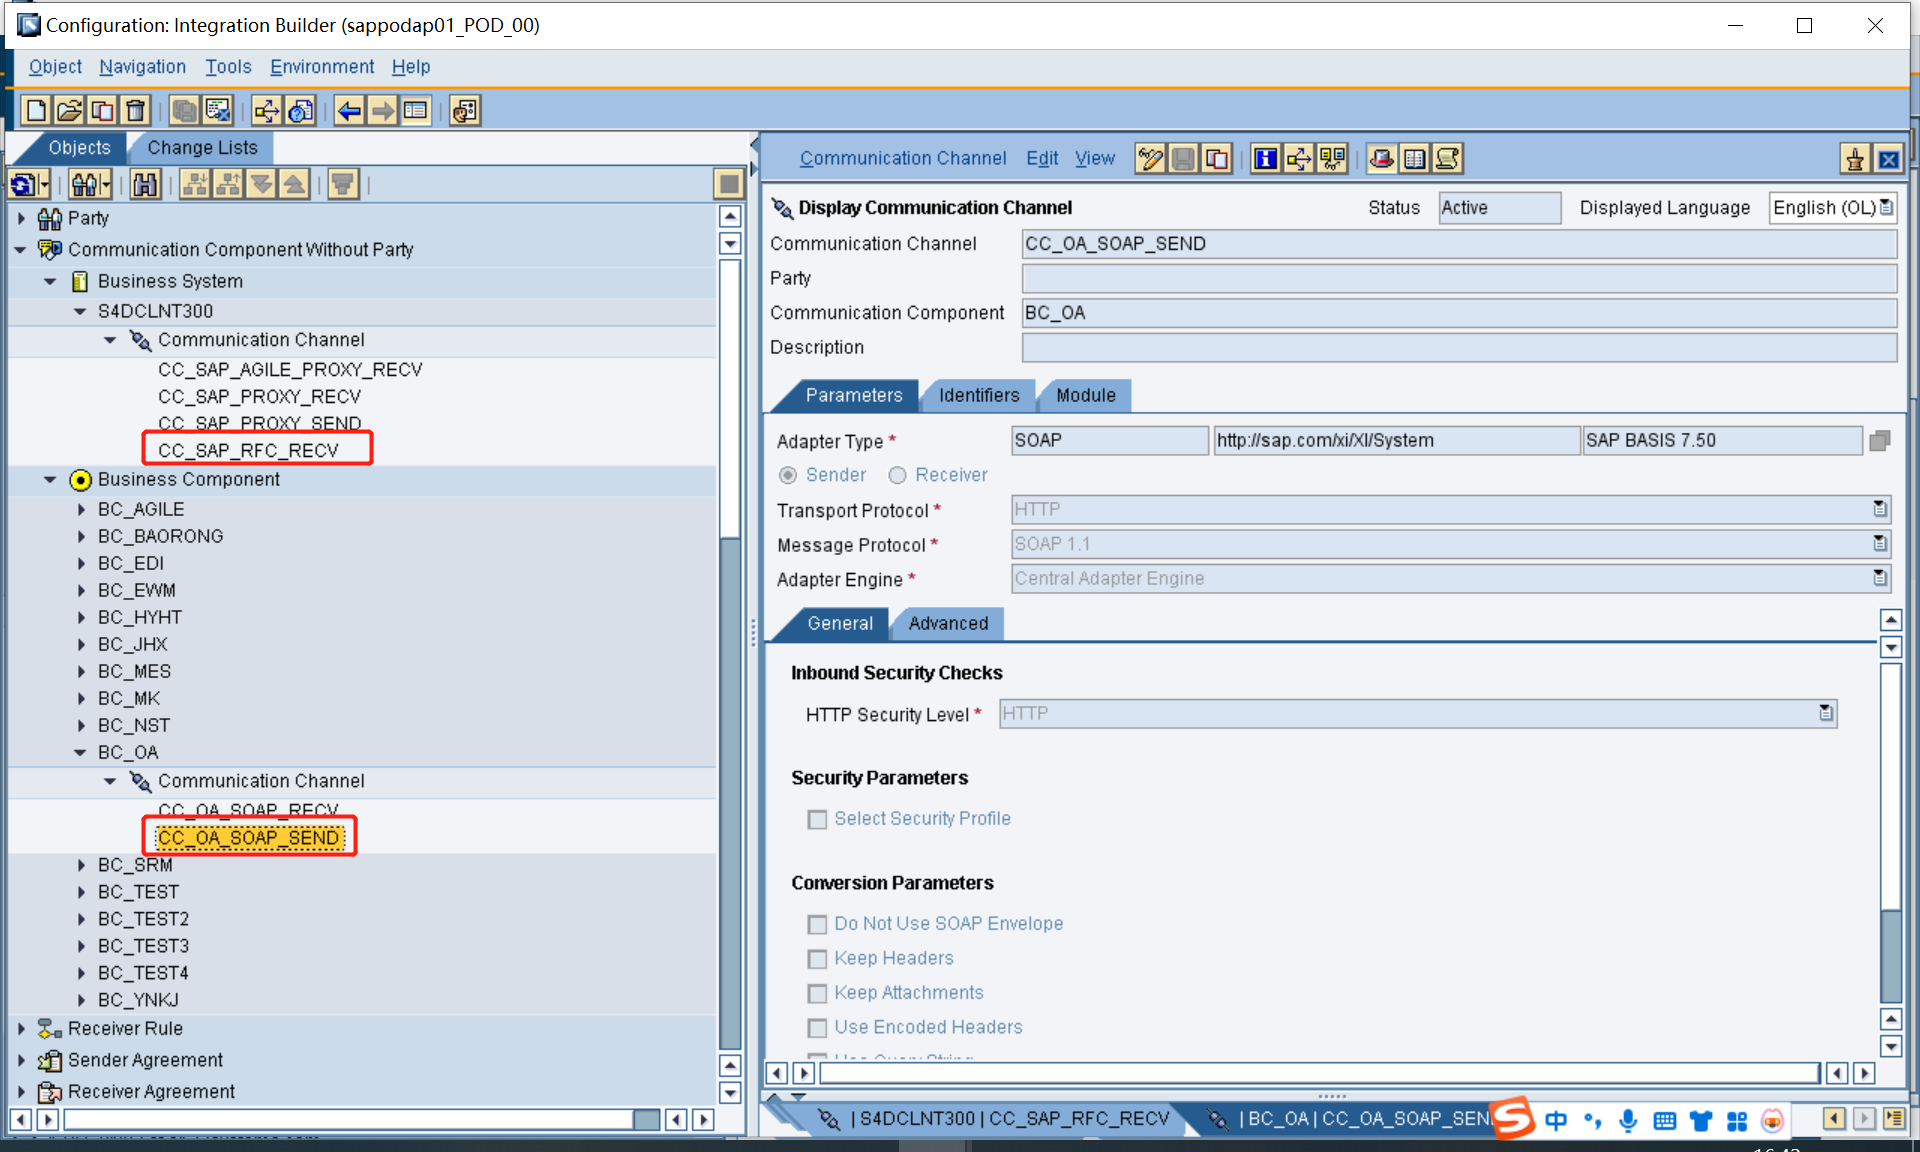 Configuration: Integration Builder (sappodap01_POD_00)
Object Navigation Tools Environment Help
Objects Change Lists
Party
Communication Component Without Party
Business System
S4DCLNT300
Communication Channel
CC_SAP_AGILE_PROXY_RECV
CC_SAP_PROXY_RECV
CC_SAP_PROXY_SEND
CC_SAP_RFC_RECV
Business Component
BC_AGILE
BC_BAORONG
BC_EDI
BC_EWM
BC_HYHT
BC_JHX
BC_MES
BC_MK
BC_NST
BC_OA
Communication Channel
CC_OA_SOAP_RECV
CC_OA_SOAP_SEND
BC_SRM
BC_TEST
BC_TEST2
BC_TEST3
BC_TEST4
BC_YNKJ
Receiver Rule
Sender Agreement
Receiver Agreement
Communication Channel Edit View
Display Communication Channel Status Active Displayed Language English (OL)
Communication Channel CC_OA_SOAP_SEND
Party
Communication Component BC_OA
Description
Parameters Identifiers Module
Adapter Type * SOAP http://sap.com/xi/XI/System SAP BASIS 7.50
Sender Receiver
Transport Protocol * HTTP
Message Protocol * SOAP 1.1
Adapter Engine * Central Adapter Engine
General Advanced
Inbound Security Checks
HTTP Security Level * HTTP
Security Parameters
Select Security Profile
Conversion Parameters
Do Not Use SOAP Envelope
Keep Headers
Keep Attachments
Use Encoded Headers
Use Query String
| S4DCLNT300 | CC_SAP_RFC_RECV | BC_OA | CC_OA_SOAP_SEN
S 中